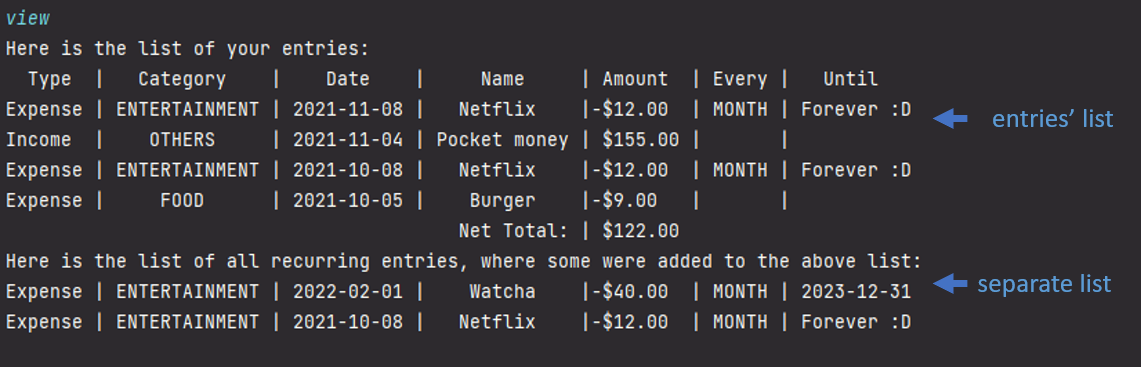 view
Here is the list of your entries:
Type | Category | Date | Name | Amount | Every | Until
Expense | ENTERTAINMENT | 2021-11-08 | Netflix |-$12.00 | MONTH | Forever :D
entries' list
Income | OTHERS | 2021-11-04 | Pocket money | $155.00 | |
Expense | ENTERTAINMENT | 2021-10-08 | Netflix |-$12.00 | MONTH | Forever :D
Expense | FOOD | 2021-10-05 | Burger |-$9.00 | |
Net Total: | $122.00
Here is the list of all recurring entries, where some were added to the above list:
separate list
Expense | ENTERTAINMENT | 2022-02-01 | Watcha |-$40.00 | MONTH | 2023-12-31
Expense | ENTERTAINMENT | 2021-10-08 | Netflix |-$12.00 | MONTH | Forever :D